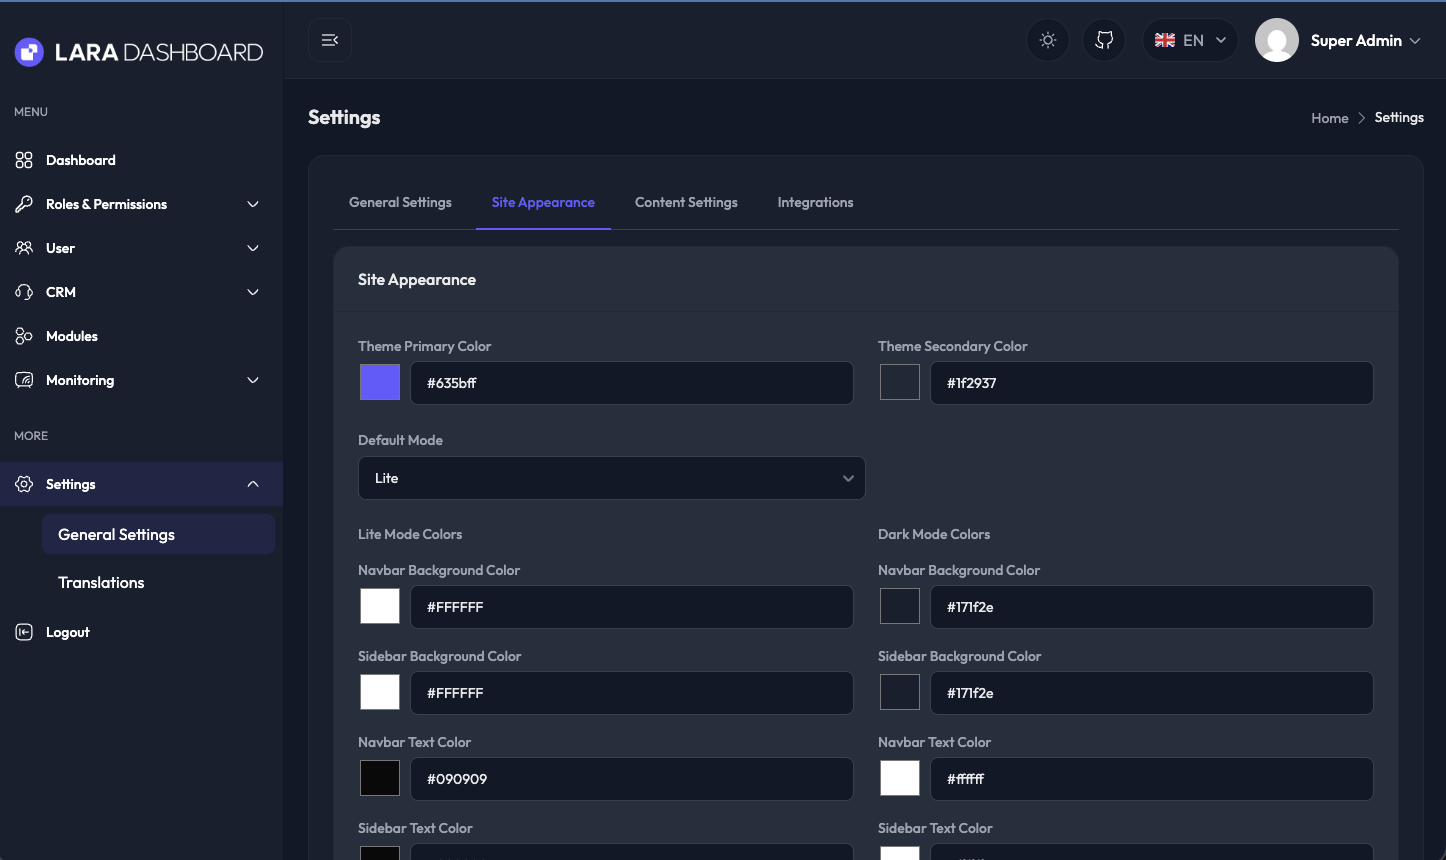 LARA DASHBOARD
EN
Super Admin
MENU
Dashboard
Roles & Permissions
User
CRM
Modules
Monitoring
MORE
Settings
General Settings
Translations
Logout
Settings
Home > Settings
General Settings
Site Appearance
Content Settings
Integrations
Site Appearance
Theme Primary Color
#635bff
Theme Secondary Color
#1f2937
Default Mode
Lite
Lite Mode Colors
Dark Mode Colors
Navbar Background Color
#FFFFFF
Navbar Background Color
#171f2e
Sidebar Background Color
#FFFFFF
Sidebar Background Color
#171f2e
Navbar Text Color
#090909
Navbar Text Color
#ffffff
Sidebar Text Color
Sidebar Text Color